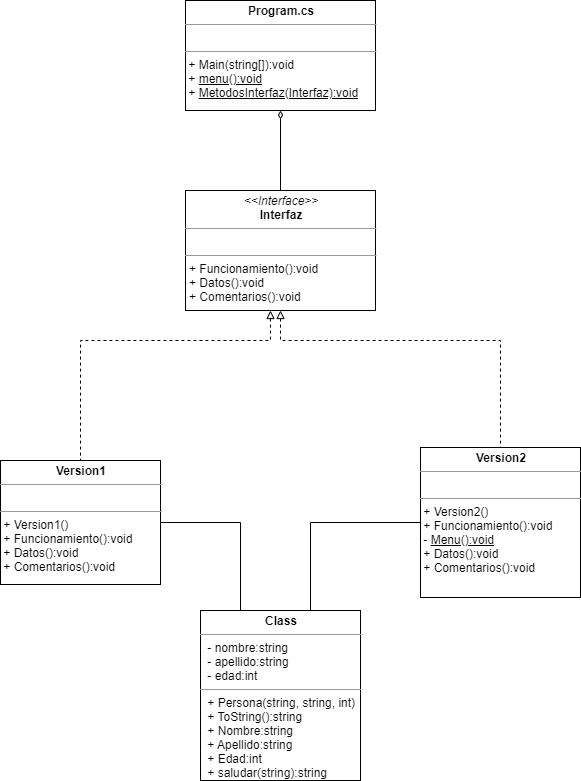 Program.cs
+ Main(string[]):void
+ menu():void
+ MetodosInterfaz(Interfaz):void
<<Interface>>
Interfaz
+ Funcionamiento():void
+ Datos():void
+ Comentarios():void
Version1
+ Version1()
+ Funcionamiento():void
+ Datos():void
+ Comentarios():void
Version2
+ Version2()
+ Funcionamiento():void
- Menu():void
+ Datos():void
+ Comentarios():void
Class
- nombre:string
- apellido:string
- edad:int
+ Persona(string, string, int)
+ ToString():string
+ Nombre:string
+ Apellido:string
+ Edad:int
+ saludar(string):string